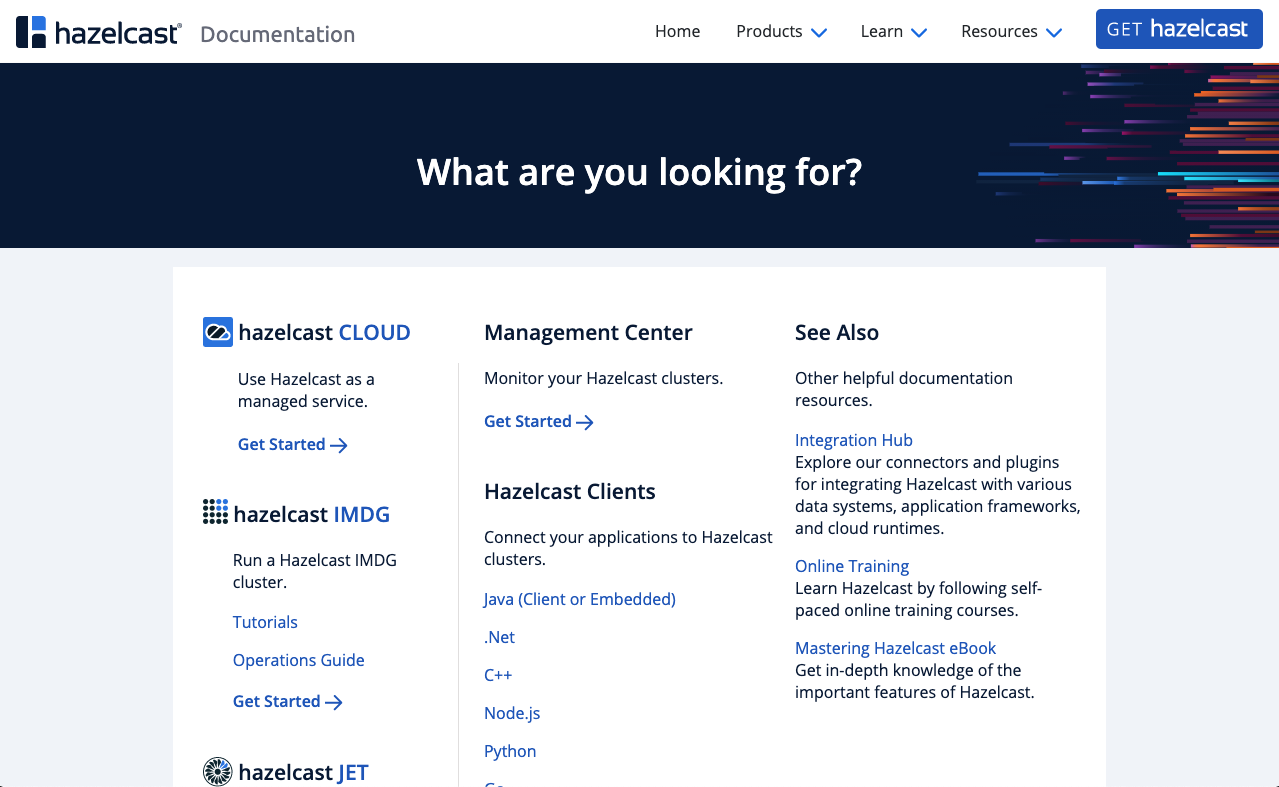 hazelcast Documentation
Home Products Learn Resources GET hazelcast
What are you looking for?
hazelcast CLOUD
Use Hazelcast as a
managed service.
Get Started
hazelcast IMDG
Run a Hazelcast IMDG
cluster.
Tutorials
Operations Guide
Get Started
hazelcast JET
Management Center
Monitor your Hazelcast clusters.
Get Started
Hazelcast Clients
Connect your applications to Hazelcast
clusters.
Java (Client or Embedded)
.Net
C++
Node.js
Python
See Also
Other helpful documentation
resources.
Integration Hub
Explore our connectors and plugins
for integrating Hazelcast with various
data systems, application frameworks,
and cloud runtimes.
Online Training
Learn Hazelcast by following self-
paced online training courses.
Mastering Hazelcast eBook
Get in-depth knowledge of the
important features of Hazelcast.